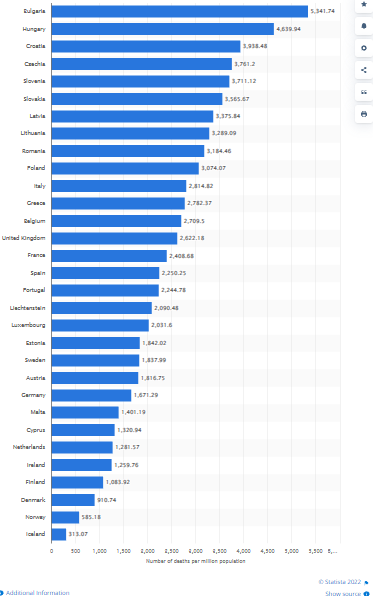 Bulgaria 5,341.74
Hungary 4,639.94
Croatia 3,938.48
Czechia 3,761.2
Slovenia 3,711.12
Slovakia 3,565.67
Latvia 3,375.84
Lithuania 3,289.09
Romania 3,184.46
Poland 3,074.07
Italy 2,814.82
Greece 2,782.37
Belgium 2,709.5
United Kingdom 2,622.18
France 2,408.68
Spain 2,250.25
Portugal 2,244.78
Liechtenstein 2,090.48
Luxembourg 2,031.6
Estonia 1,842.02
Sweden 1,837.99
Austria 1,816.75
Germany 1,671.29
Malta 1,401.19
Cyprus 1,320.94
Netherlands 1,281.57
Ireland 1,259.76
Finland 1,083.92
Denmark 910.74
Norway 585.18
Iceland 313.07
0 500 1,000 1,500 2,000 2,500 3,000 3,500 4,000 4,500 5,000 5,500 6,...
Number of deaths per million population
© Statista 2022
Additional Information
Show source